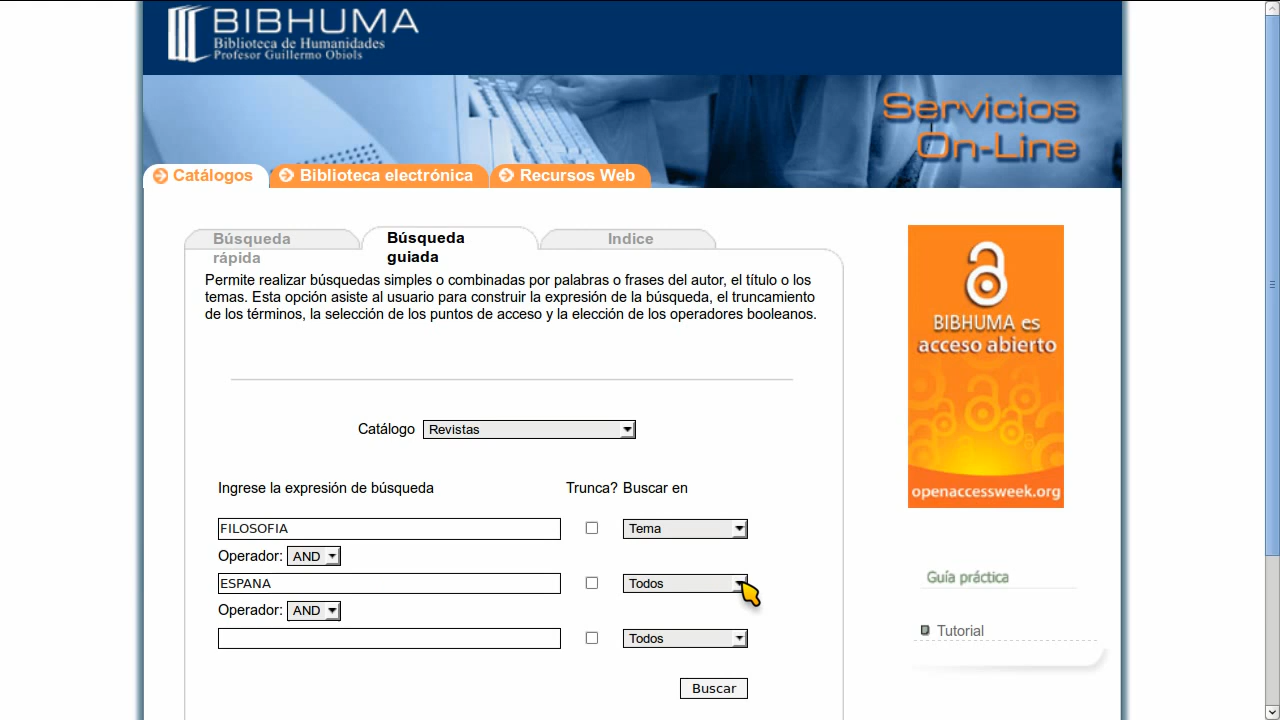 BIBHUMA
Biblioteca de Humanidades
Profesor Guillermo Obiols
Servicios
On-Line
Catálogos
Biblioteca electrónica
Recursos Web
Búsqueda
rápida
Búsqueda
guiada
Indice
Permite realizar búsquedas simples o combinadas por palabras o frases del autor, el título o los
temas. Esta opción asiste al usuario para construir la expresión de la búsqueda, el truncamiento
de los términos, la selección de los puntos de acceso y la elección de los operadores booleanos.
Catálogo Revistas
Ingrese la expresión de búsqueda Trunca? Buscar en
FILOSOFIA Tema
Operador: AND
ESPANA Todos
Operador: AND
Todos
Buscar
BIBHUMA es
acceso abierto
openaccessweek.org
Guía práctica
Tutorial